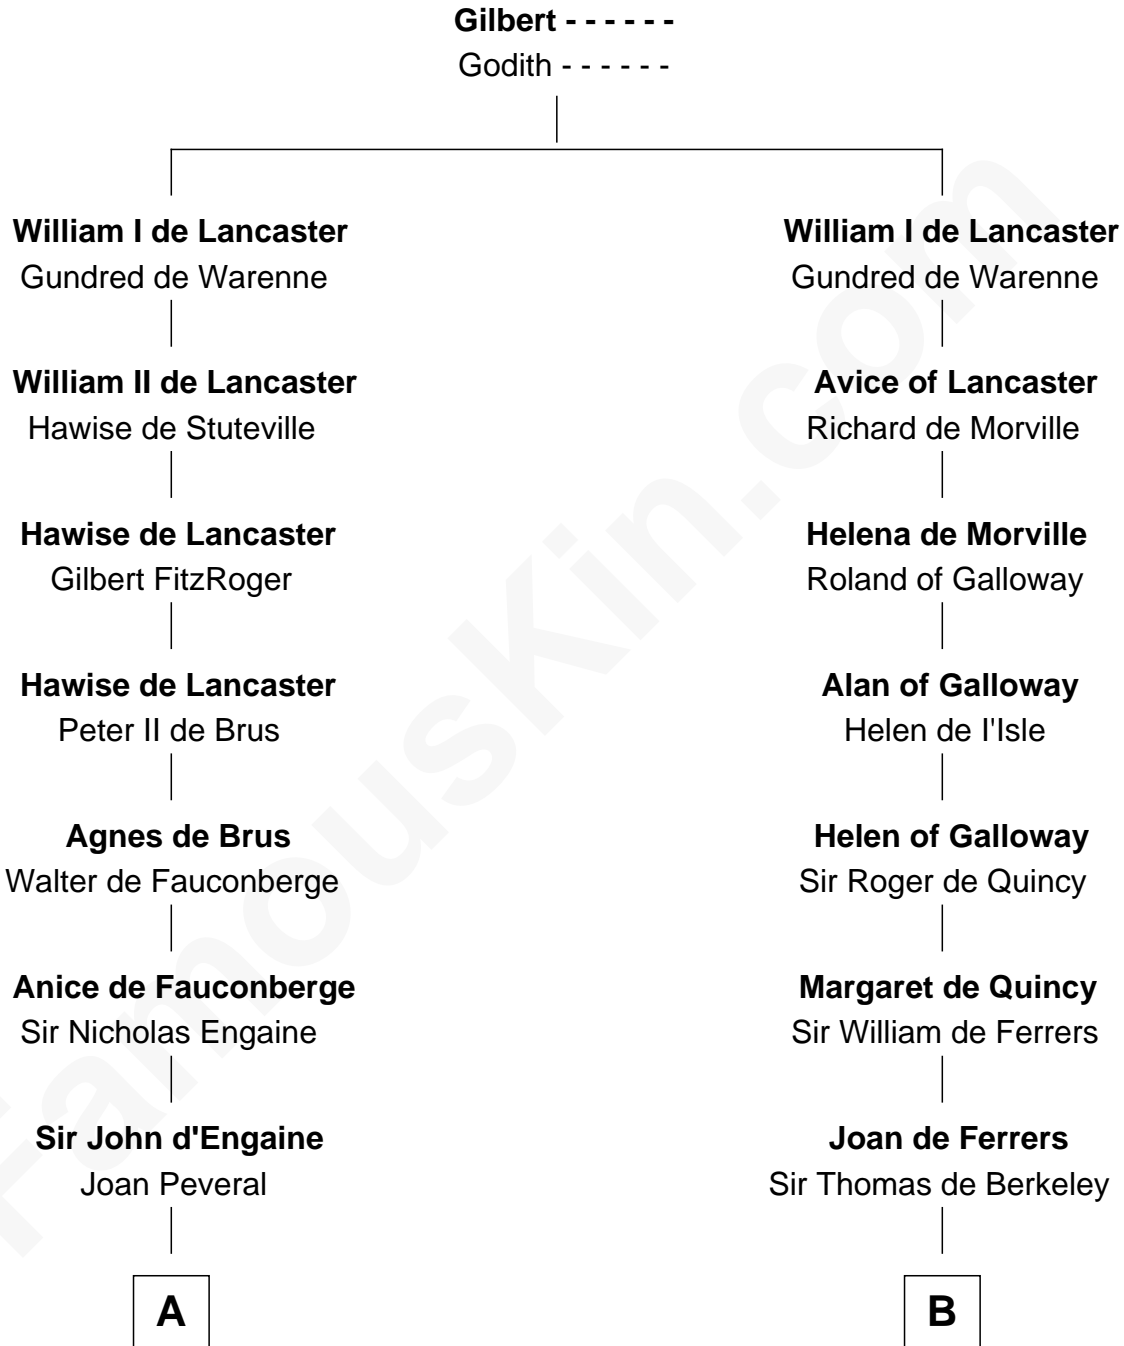 Gilbert - - - - - -
Godith - - - - - -
William I de Lancaster
Gundred de Warenne
William II de Lancaster
Hawise de Stuteville
Hawise de Lancaster
Gilbert FitzRoger
Hawise de Lancaster
Peter II de Brus
Agnes de Brus
Walter de Fauconberge
Anice de Fauconberge
Sir Nicholas Engaine
Sir John d'Engaine
Joan Peveral
A
William I de Lancaster
Gundred de Warenne
Avice of Lancaster
Richard de Morville
Helena de Morville
Roland of Galloway
Alan of Galloway
Helen de I'Isle
Helen of Galloway
Sir Roger de Quincy
Margaret de Quincy
Sir William de Ferrers
Joan de Ferrers
Sir Thomas de Berkeley
B
FamousKin.com